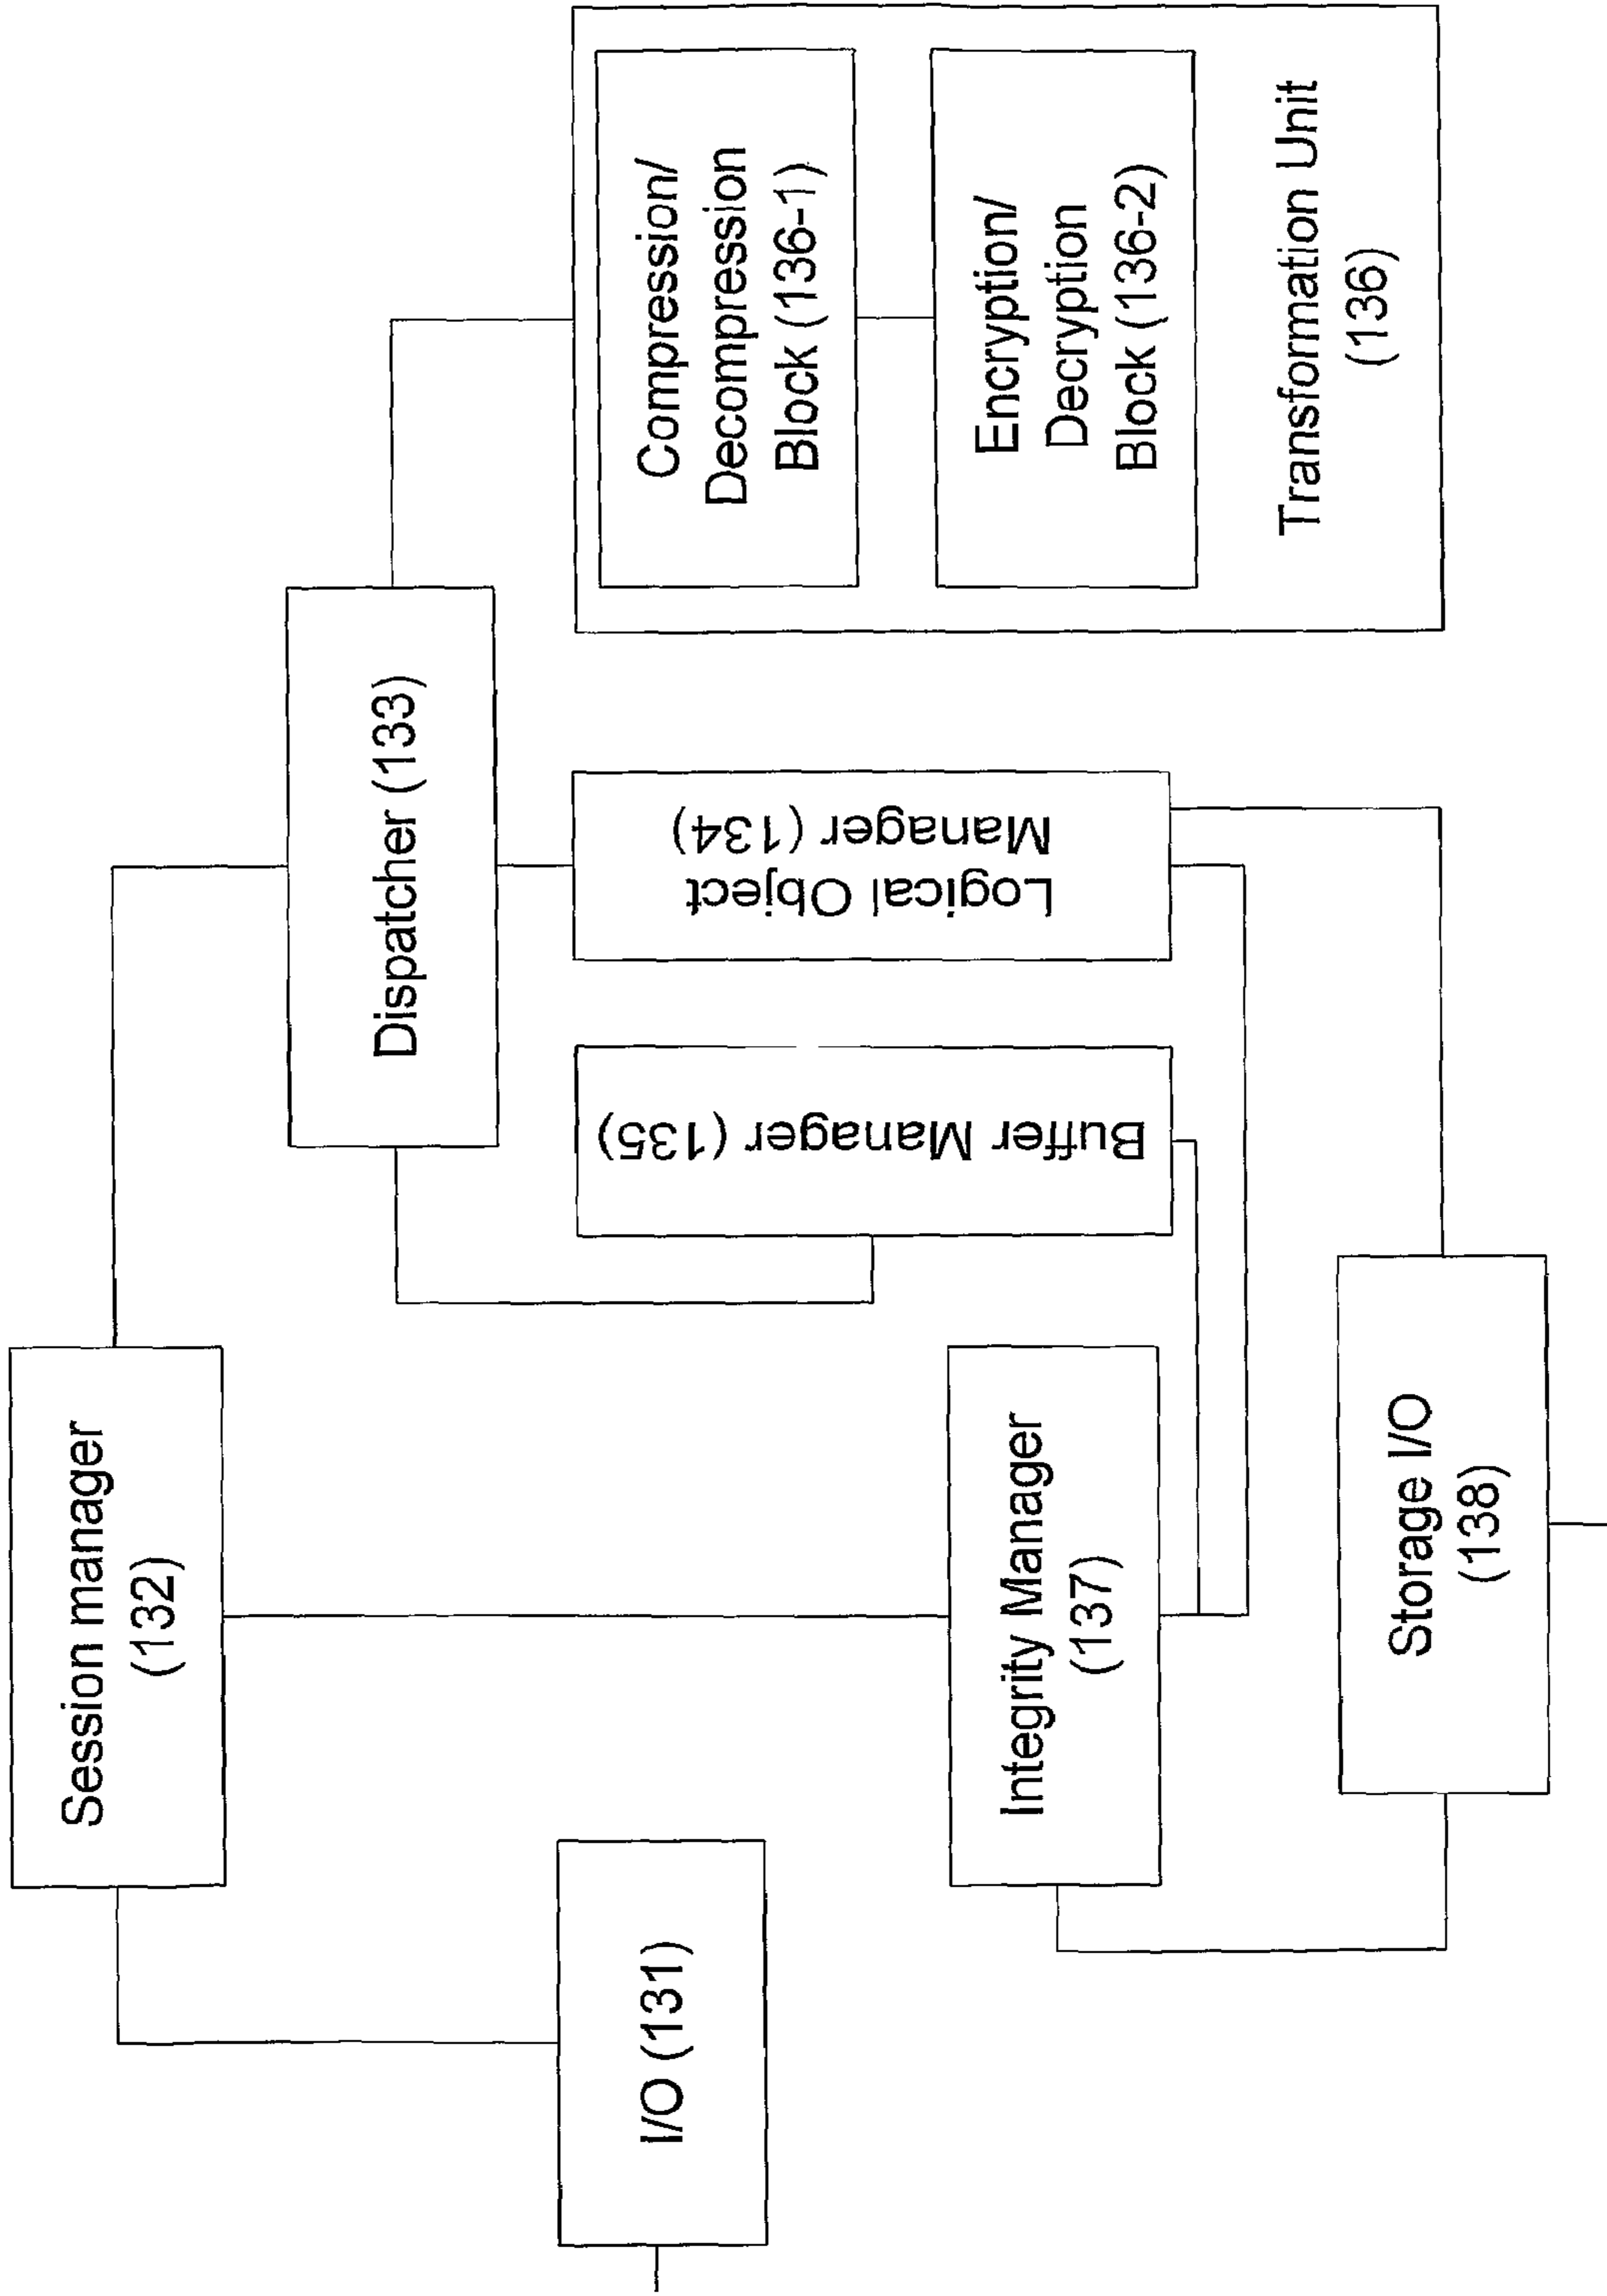 Session manager
(132)
I/O (131)
Dispatcher (133)
Integrity Manager
(137)
Buffer Manager (135)
Logical Object
Manager (134)
Compression/
Decompression
Block (136-1)
Encryption/
Decryption
Block (136-2)
Transformation Unit
(136)
Storage I/O
(138)